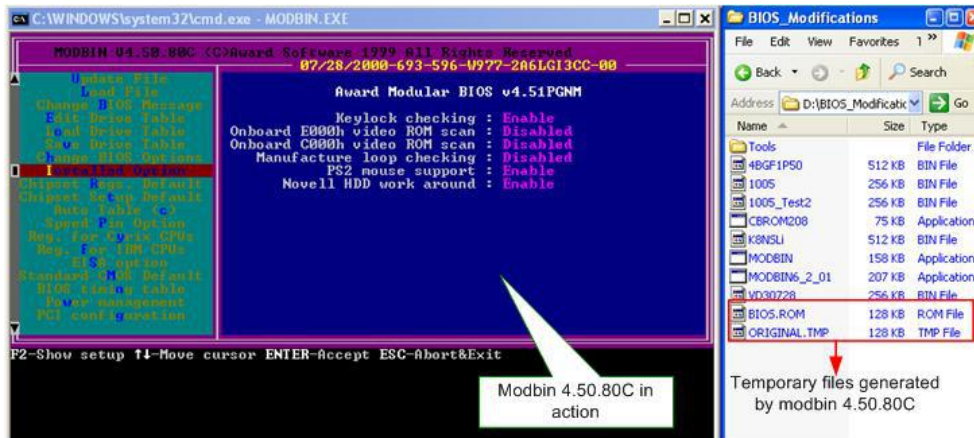 C:\WINDOWS\system32\cmd.exe - MODBIN.EXE
MODBIN V4.50.80C (C)Award Software 1999 All Rights Reserved
07/28/2000-693-596-W977-2A6LGI3CC-00
Update File
Load File
Change BIOS Message
Edit Drive Table
Load Drive Table
Save Drive Table
Change BIOS Options
Installed Option
Chipset Regs. Default
Chipset Setup Default
Auto Table (c)
Speed Pin Option
Reg. for Cyrix CPUs
Reg. For IBM CPUs
EISA option
Standard CMOS Default
BIOS timing table
Power management
PCI configuration
Award Modular BIOS v4.51PGNM
Keylock checking : Enable
Onboard E000h video ROM scan : Disabled
Onboard C000h video ROM scan : Disabled
Manufacture loop checking : Disabled
PS2 mouse support : Enable
Novell HDD work around : Enable
F2-Show setup ↑↓-Move cursor ENTER-Accept ESC-Abort&Exit
Modbin 4.50.80C in
action
BIOS_Modifications
File Edit View Favorites 1 »
Back Search
Address D:\BIOS_Modificatic Go
Name Size Type
Tools File Folder
4BGF1P50 512 KB BIN File
1005 256 KB BIN File
1005_Test2 256 KB BIN File
CBROM208 75 KB Application
K8NSLi 512 KB BIN File
MODBIN 158 KB Application
MODBIN6_2_01 207 KB Application
VD30728 256 KB BIN File
BIOS.ROM 128 KB ROM File
ORIGINAL.TMP 128 KB TMP File
Temporary files generated
by modbin 4.50.80C